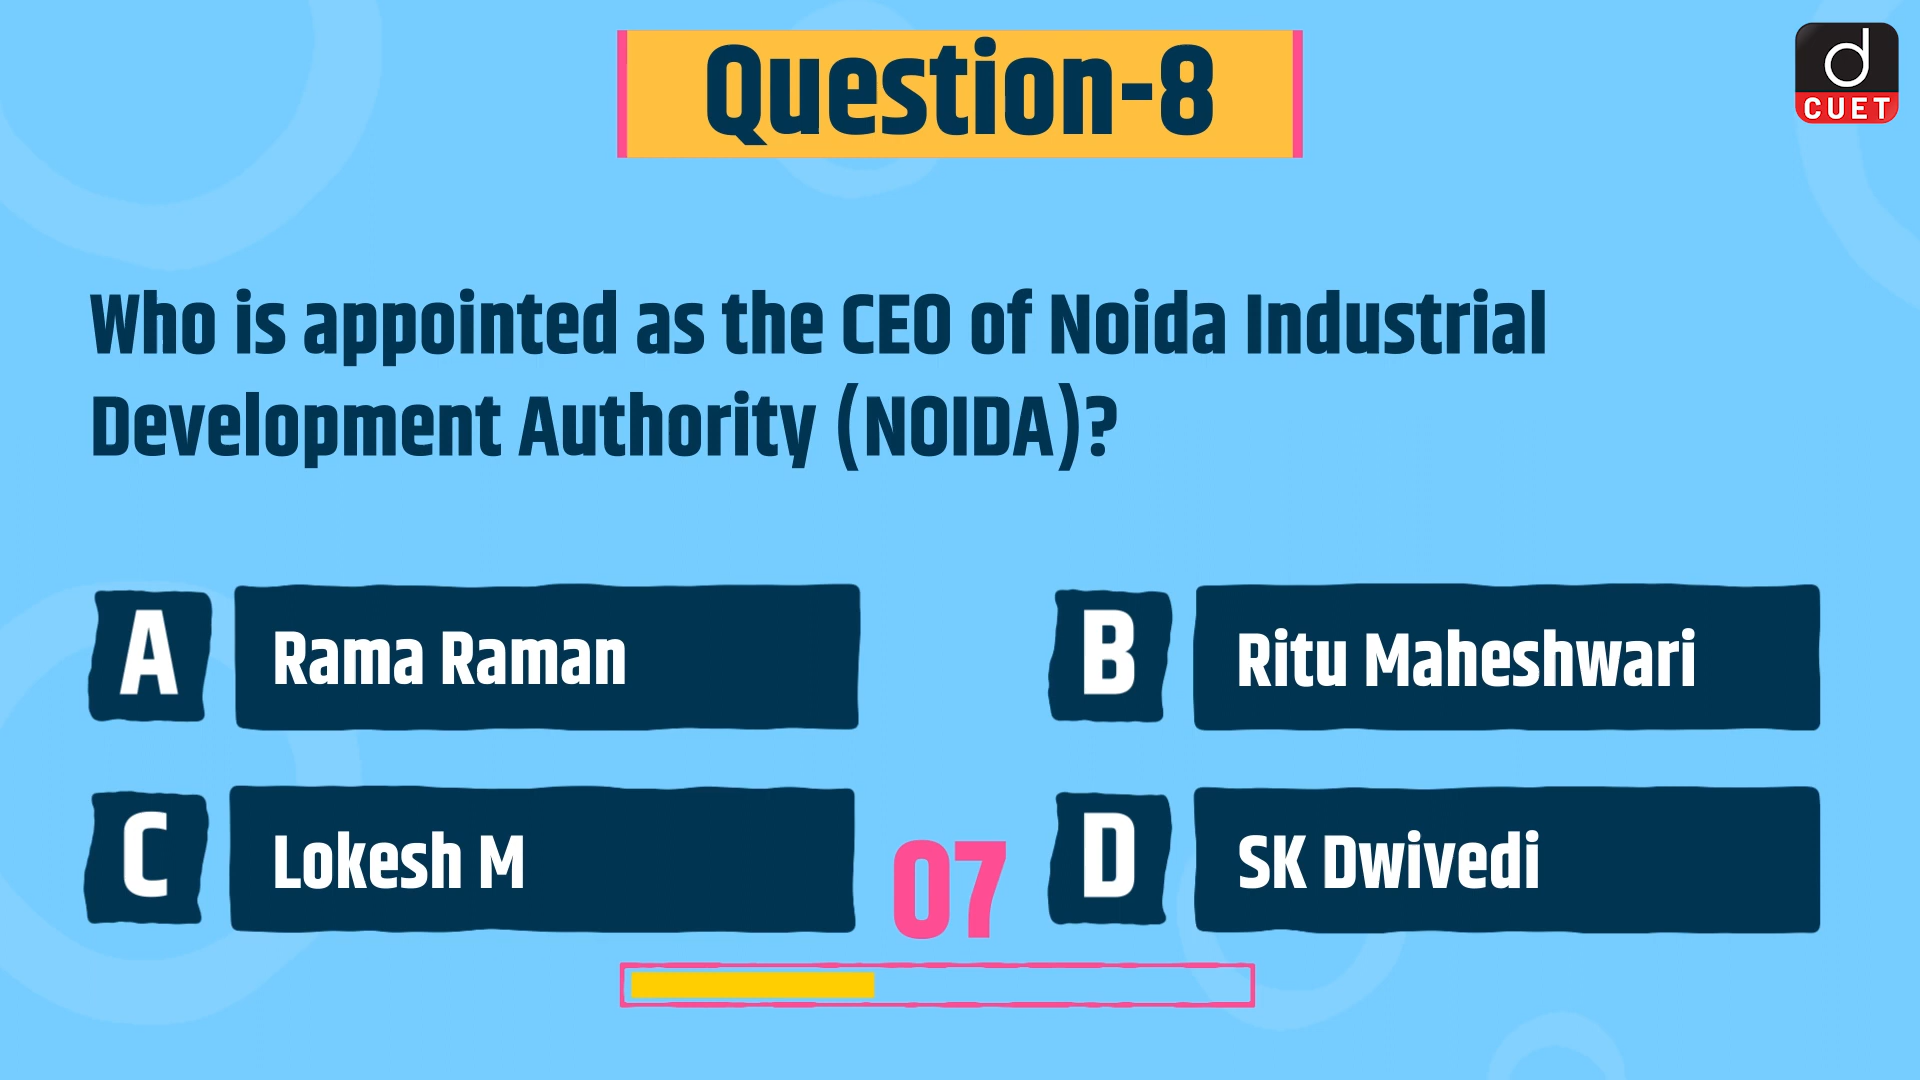 Question-8
d
CUET
Who is appointed as the CEO of Noida Industrial
Development Authority (NOIDA)?
A
Rama Raman
B
Ritu Maheshwari
C
Lokesh M
07
D
SK Dwivedi